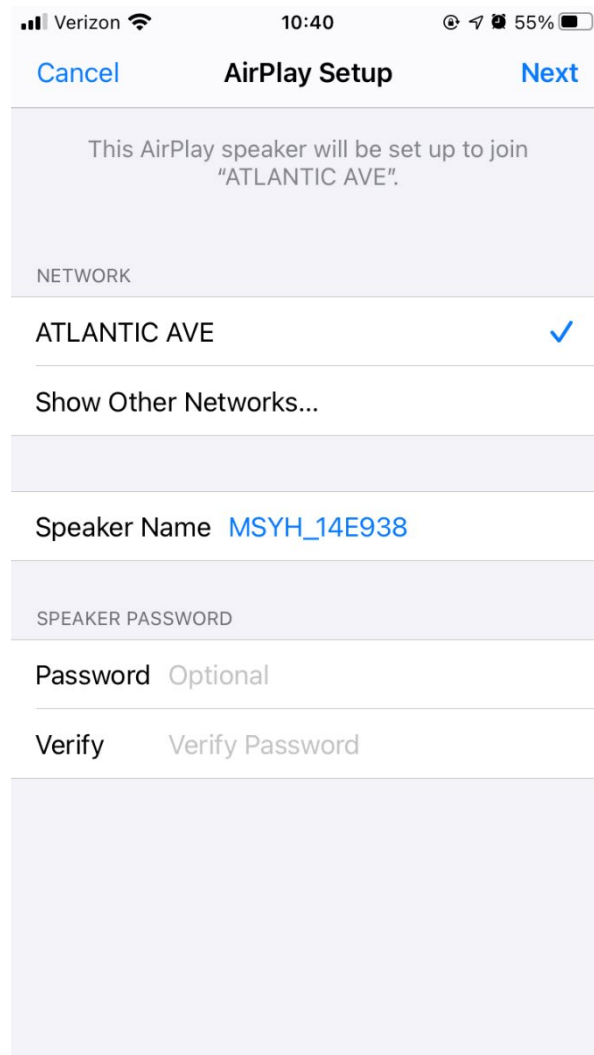 Verizon 10:40 55%
Cancel AirPlay Setup Next
This AirPlay speaker will be set up to join
“ATLANTIC AVE”.
NETWORK
ATLANTIC AVE
Show Other Networks...
Speaker Name MSYH_14E938
SPEAKER PASSWORD
Password Optional
Verify Verify Password